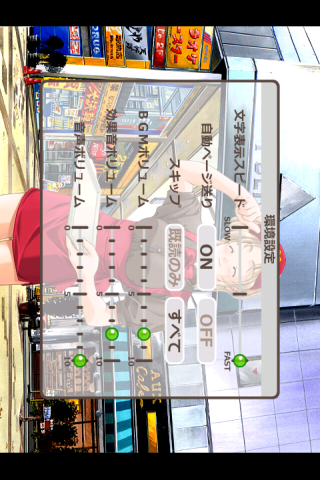 環境設定
文字表示スピード
SLOW FAST
自動ページ送り ON OFF
スキップ 既読のみ すべて
BGMボリューム 0 5 10
効果音ボリューム 0 5 10
音声ボリューム 0 5 10
DRUG